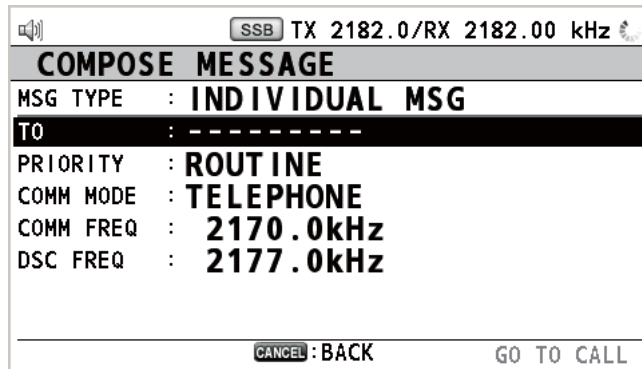 SSB TX 2182.0/RX 2182.00 kHz
COMPOSE MESSAGE
MSG TYPE : INDIVIDUAL MSG
TO : ---------
PRIORITY : ROUTINE
COMM MODE : TELEPHONE
COMM FREQ : 2170.0kHz
DSC FREQ : 2177.0kHz
CANCEL : BACK GO TO CALL